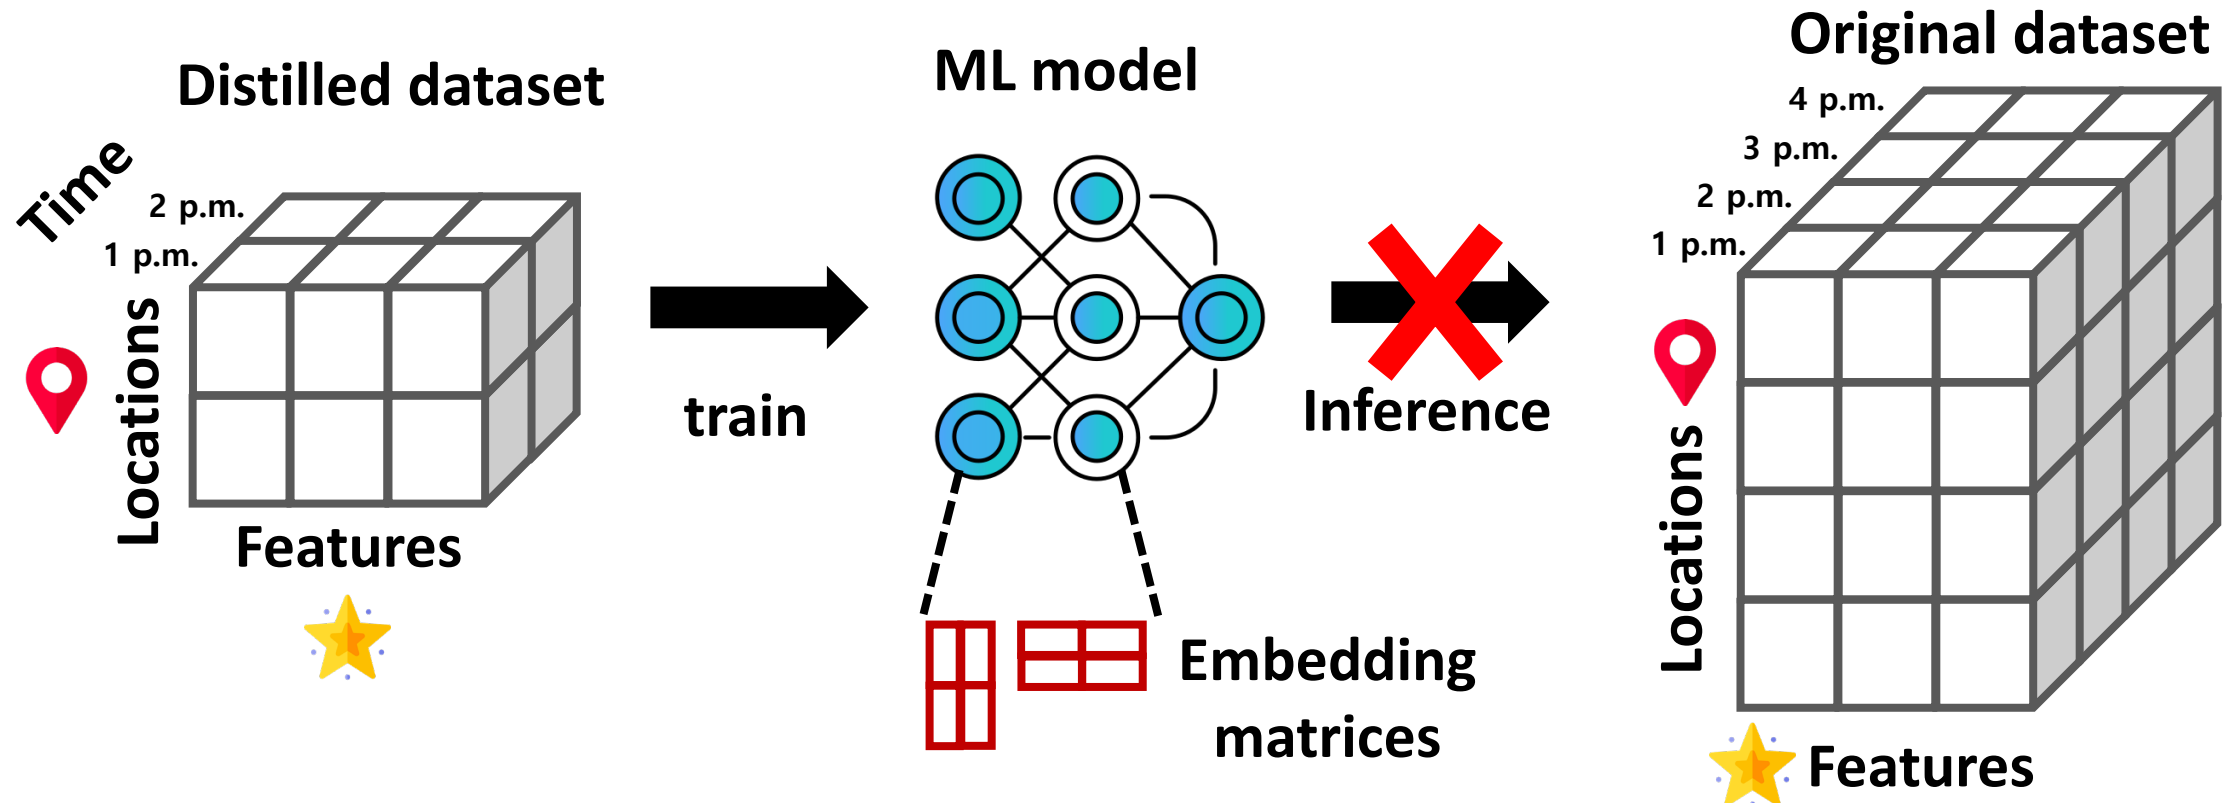 Distilled dataset
Time
2 p.m.
1 p.m.
Locations
Features
train
ML model
Embedding
matrices
Inference
Original dataset
4 p.m.
3 p.m.
2 p.m.
1 p.m.
Locations
Features